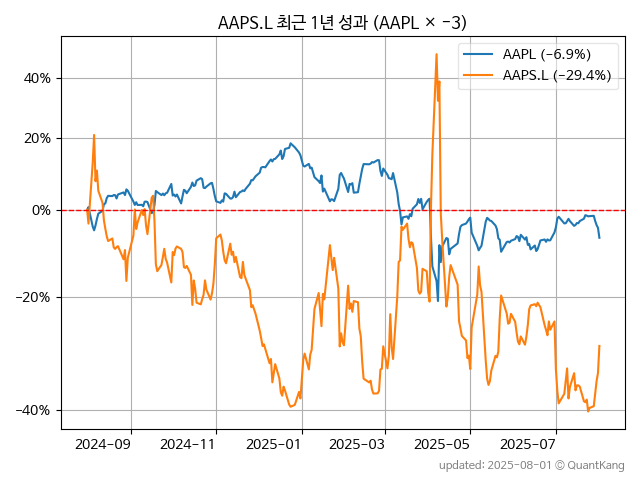 AAPS.L 최근 1년 성과 (AAPL × −3)
AAPL (−6.9%)
AAPS.L (−29.4%)
40%
20%
0%
−20%
−40%
2024−09
2024−11
2025−01
2025−03
2025−05
2025−07
updated: 2025-08-01 © QuantKang